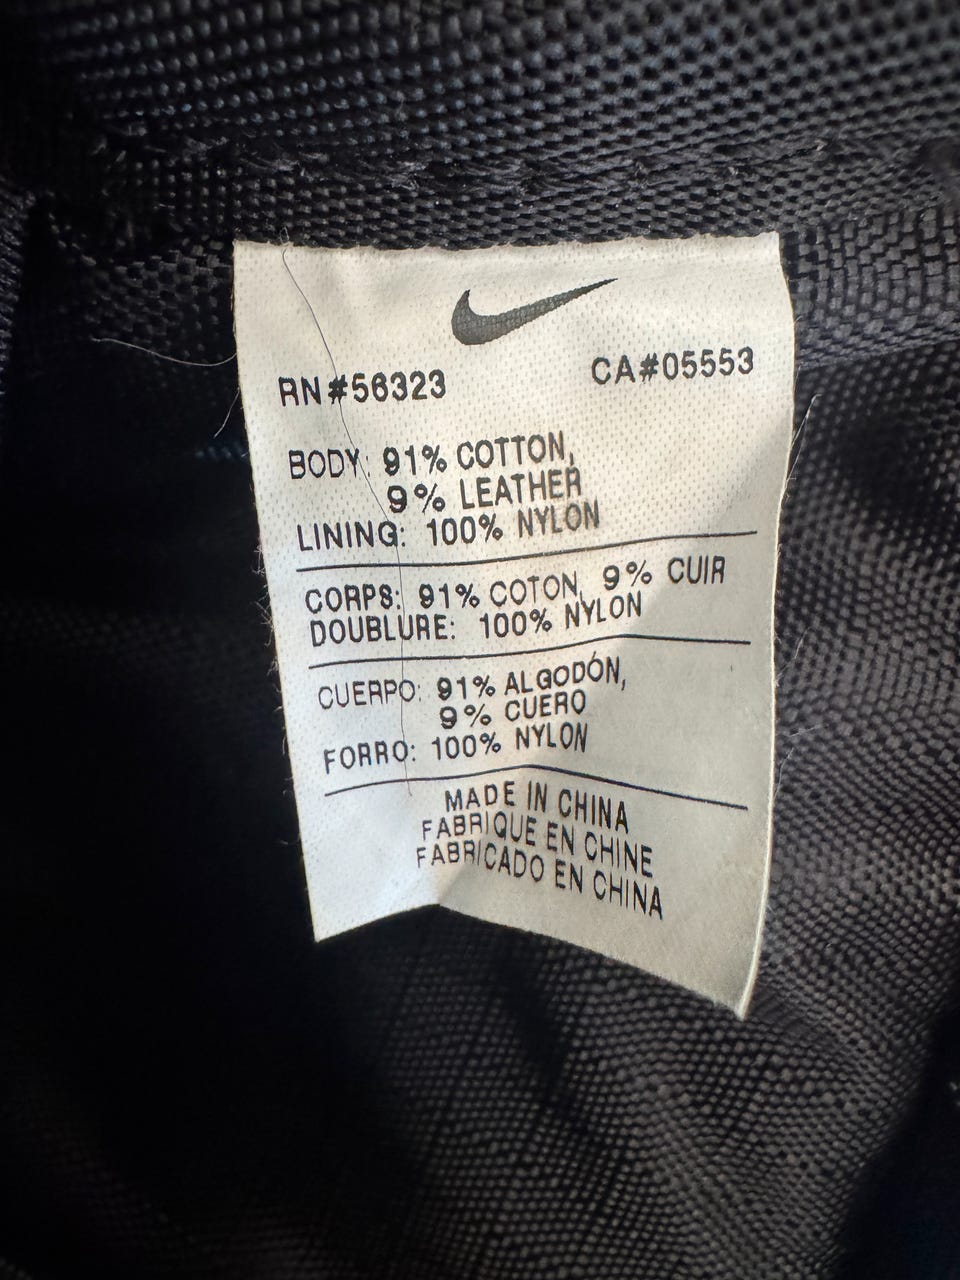 RN#56323 CA#05553
BODY: 91% COTTON,
9% LEATHER
LINING: 100% NYLON
CORPS: 91% COTON, 9% CUIR
DOUBLURE: 100% NYLON
CUERPO: 91% ALGODÓN,
9% CUERO
FORRO: 100% NYLON
MADE IN CHINA
FABRIQUE EN CHINE
FABRICADO EN CHINA